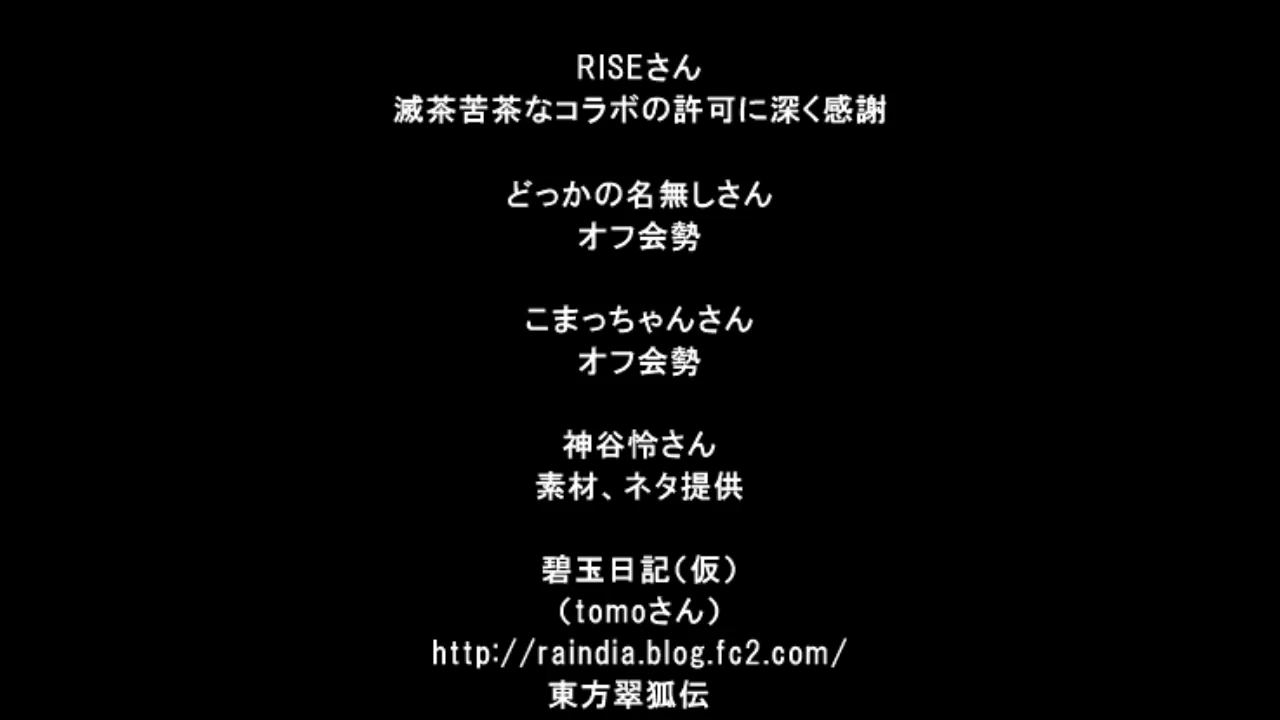 RISEさん
滅茶苦茶なコラボの許可に深く感謝
どっかの名無しさん
オフ会勢
こまっちゃんさん
オフ会勢
神谷怜さん
素材、ネタ提供
碧玉日記(仮)
(tomoさん)
http://raindia.blog.fc2.com/
東方翠狐伝